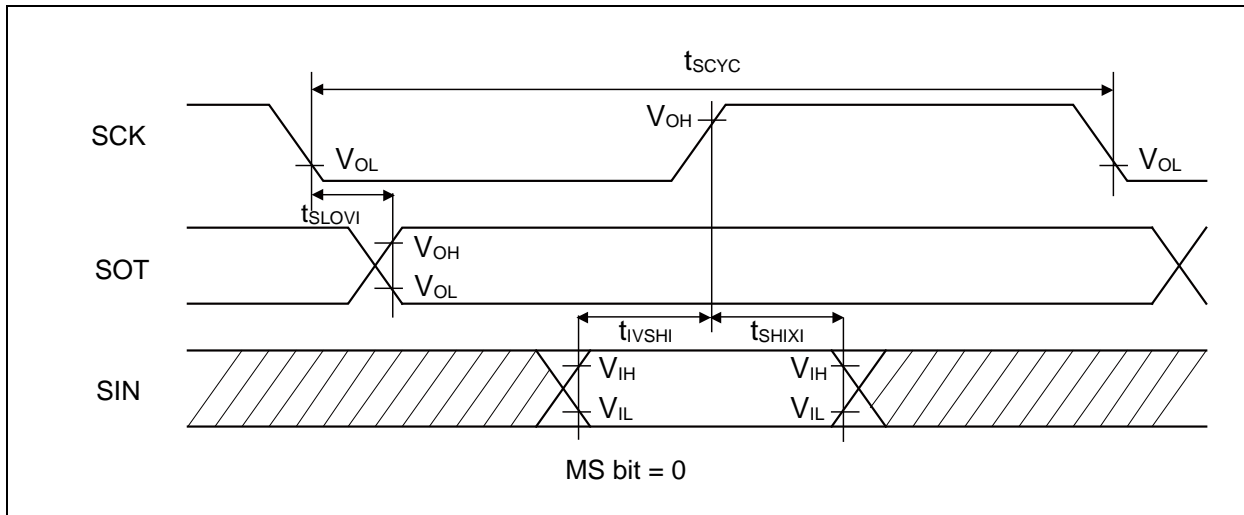 tSCYC
SCK
VOH
VOL
VOL
tSLOVI
SOT
VOH
VOL
tIVSHI
tSHIXI
SIN
VIH
VIH
VIL
VIL
MS bit = 0